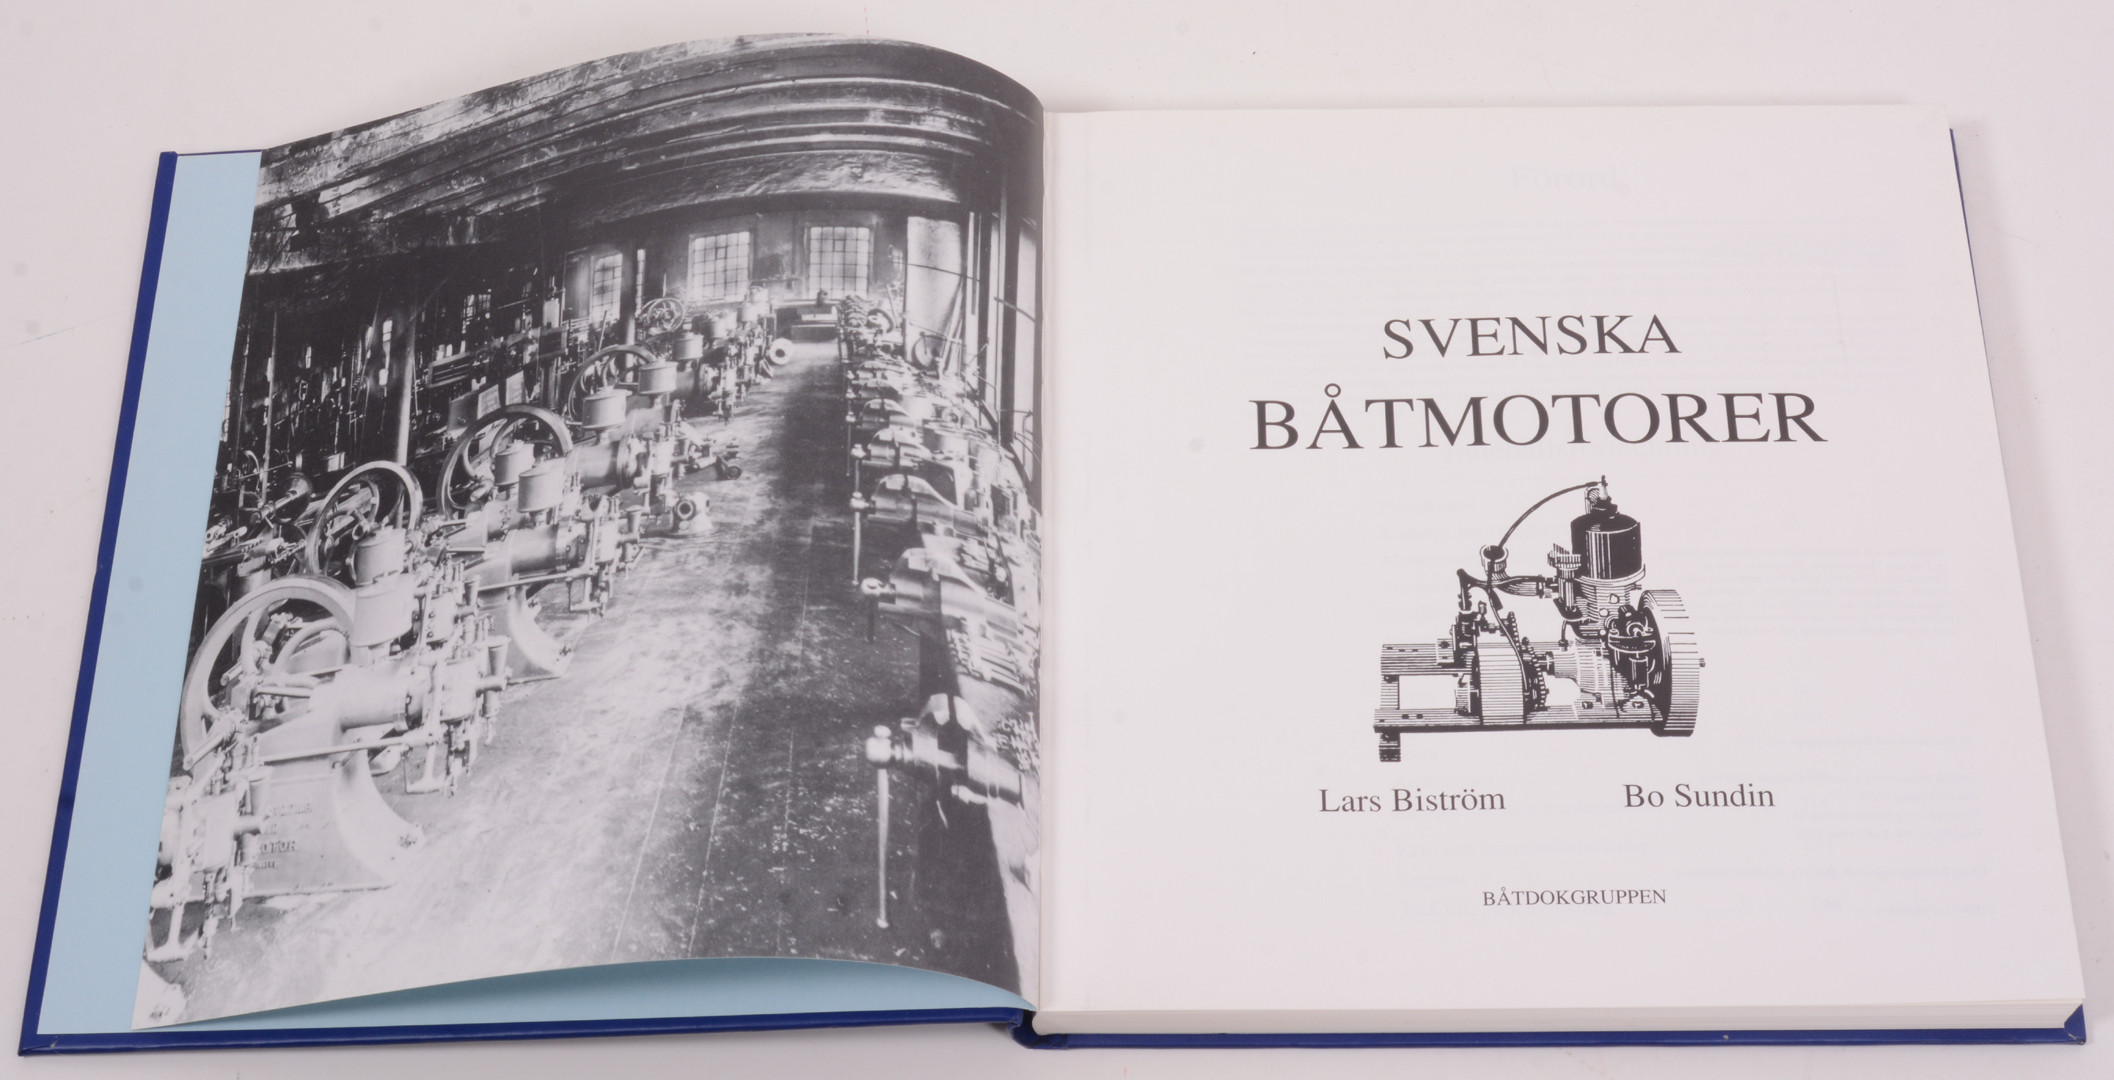 SVENSKA
BÅTMOTORER
Lars Biström Bo Sundin
BÅTDOKGRUPPEN